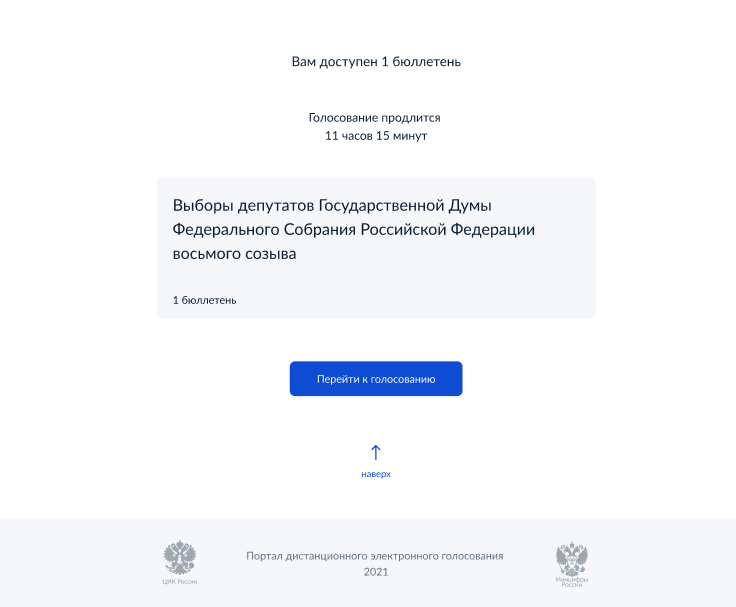 Вам доступен 1 бюллетень
Голосование продлится
11 часов 15 минут
Выборы депутатов Государственной Думы
Федерального Собрания Российской Федерации
восьмого созыва
1 бюллетень
Перейти к голосованию
наверх
Портал дистанционного электронного голосования
2021
ЦИК России
Минцифры
России